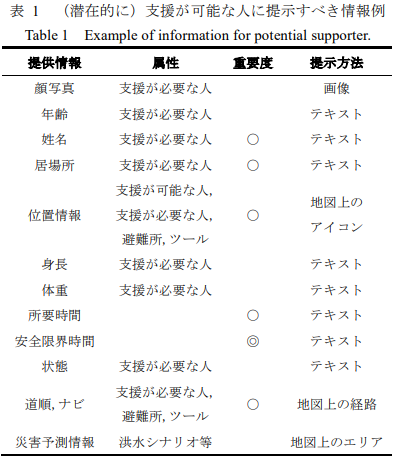 表 1 （潜在的に）支援が可能な人に提示すべき情報例
Table 1 Example of information for potential supporter.
提供情報 属性 重要度 提示方法
顔写真 支援が必要な人 画像
年齢 支援が必要な人 テキスト
姓名 支援が必要な人 ○ テキスト
居場所 支援が必要な人 ○ テキスト
位置情報 支援が可能な人, 支援が必要な人, 避難所, ツール ○ 地図上のアイコン
身長 支援が必要な人 テキスト
体重 支援が必要な人 テキスト
所要時間 ○ テキスト
安全限界時間 ◎ テキスト
状態 支援が必要な人 テキスト
道順, ナビ 支援が必要な人, 避難所, ツール ○ 地図上の経路
災害予測情報 洪水シナリオ等 地図上のエリア